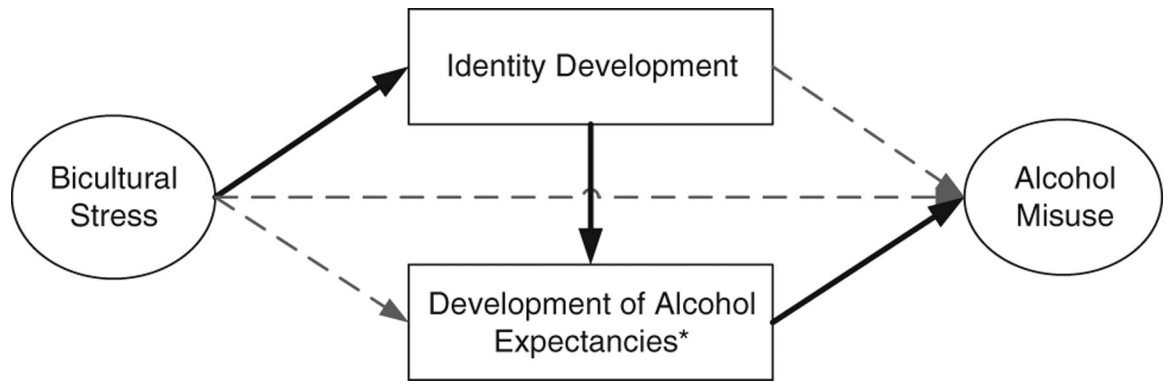 Identity Development
Bicultural
Stress
Alcohol
Misuse
Development of Alcohol
Expectancies*